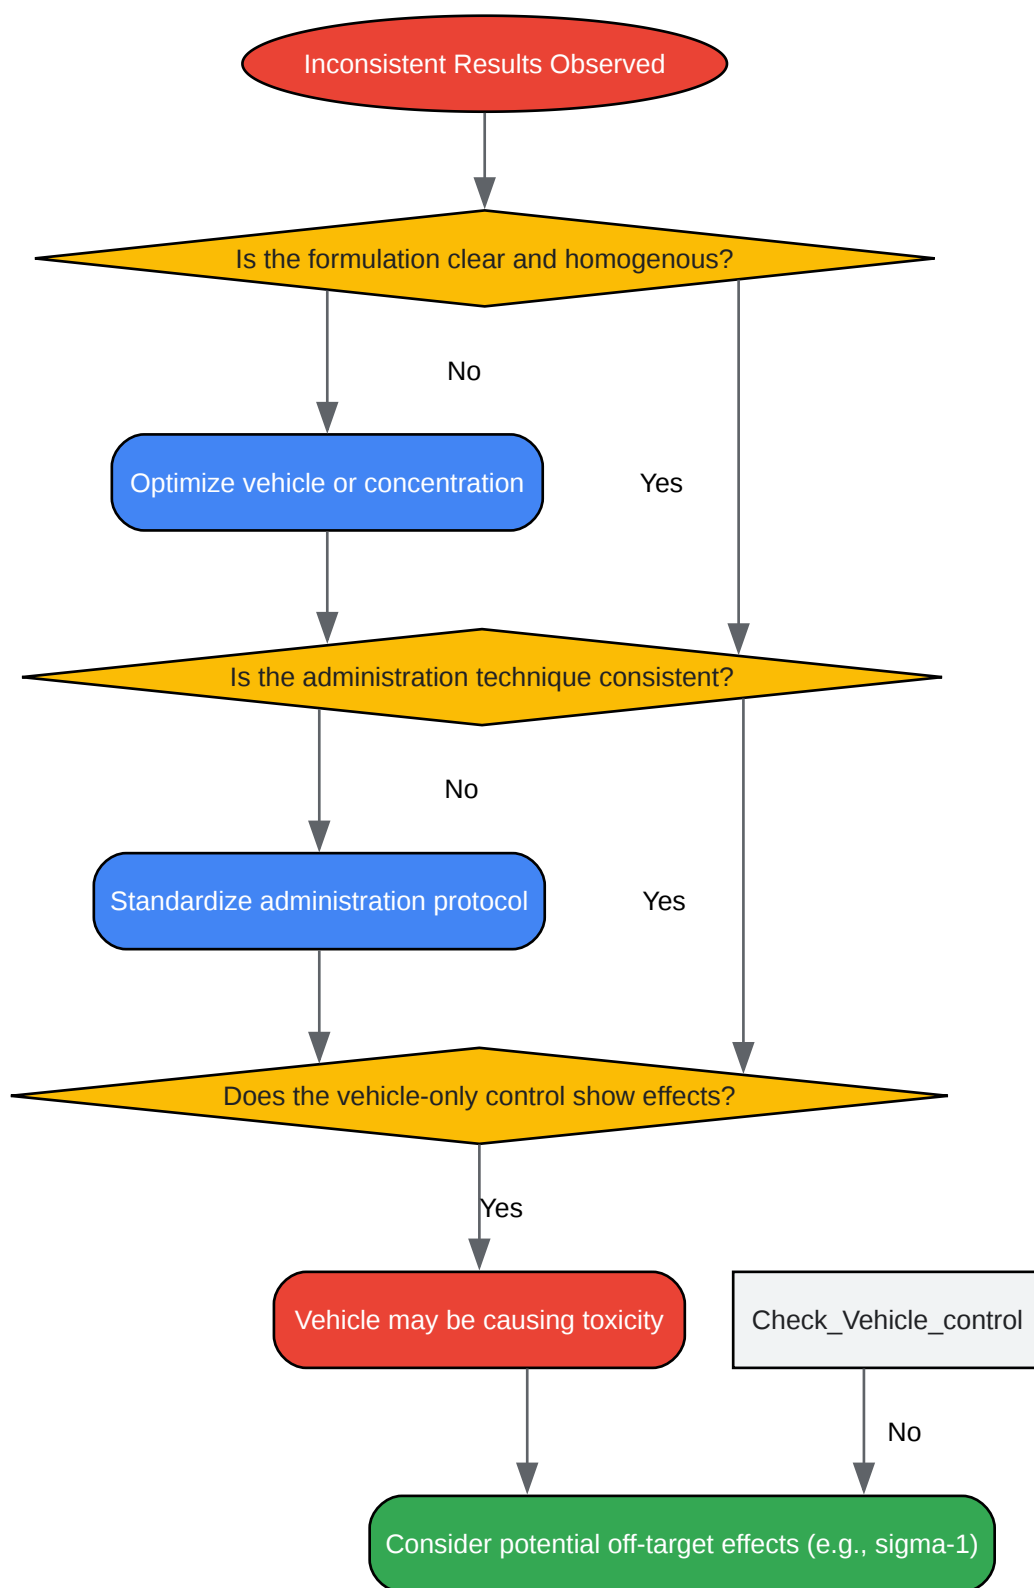 Inconsistent Results Observed
Is the formulation clear and homogenous?
No
Optimize vehicle or concentration
Yes
Is the administration technique consistent?
No
Standardize administration protocol
Yes
Does the vehicle-only control show effects?
Yes
Vehicle may be causing toxicity
Check_Vehicle_control
No
Consider potential off-target effects (e.g., sigma-1)